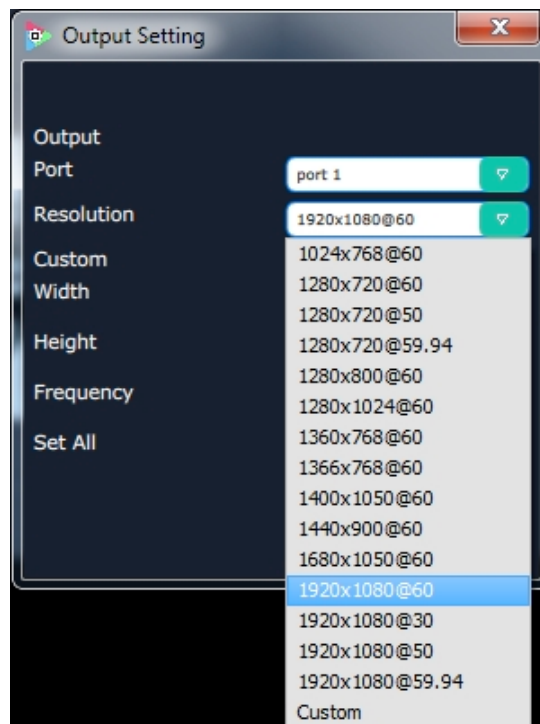 Output Setting
X
Output
Port
port 1
Resolution
1920x1080@60
Custom
Width
Height
Frequency
Set All
1024x768@60
1280x720@60
1280x720@50
1280x720@59.94
1280x800@60
1280x1024@60
1360x768@60
1366x768@60
1400x1050@60
1440x900@60
1680x1050@60
1920x1080@60
1920x1080@30
1920x1080@50
1920x1080@59.94
Custom